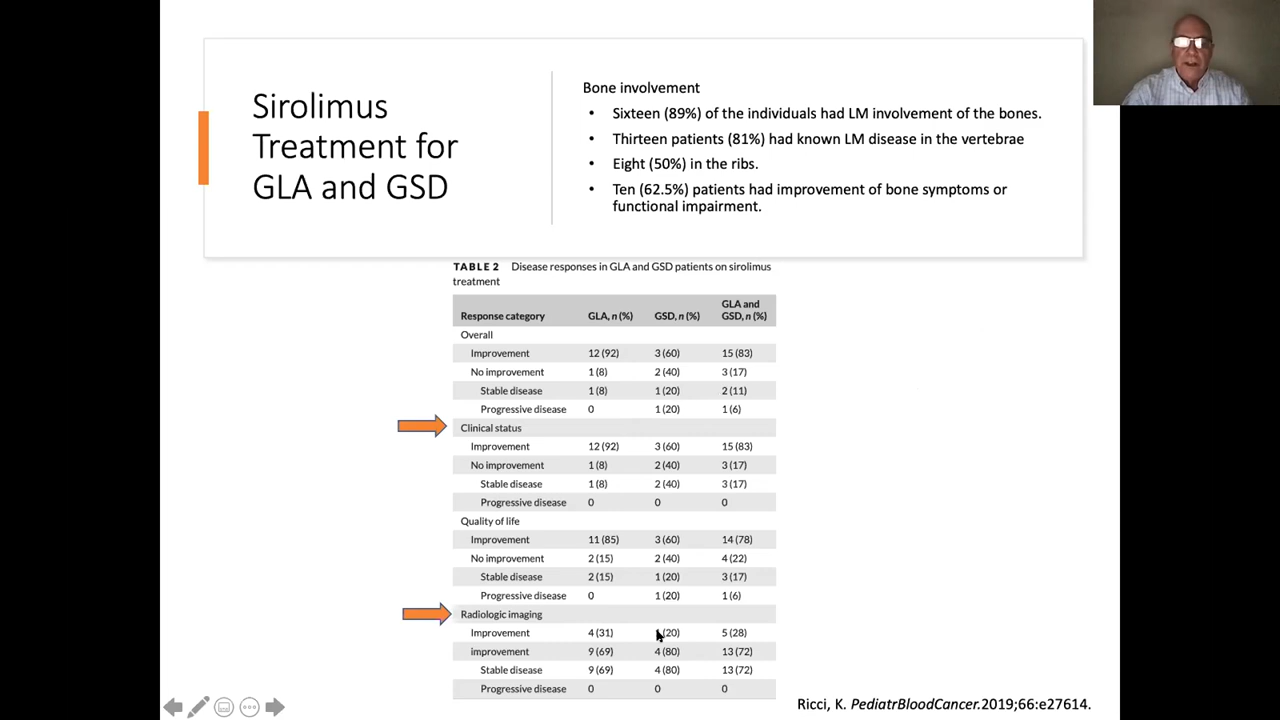 Sirolimus
Treatment for
GLA and GSD
Bone involvement
• Sixteen (89%) of the individuals had LM involvement of the bones.
• Thirteen patients (81%) had known LM disease in the vertebrae
• Eight (50%) in the ribs.
• Ten (62.5%) patients had improvement of bone symptoms or
functional impairment.
TABLE 2 Disease responses in GLA and GSD patients on sirolimus
treatment
Response category GLA, n (%) GSD, n (%) GLA and GSD, n (%)
Overall
Improvement 12 (92) 3 (60) 15 (83)
No improvement 1 (8) 2 (40) 3 (17)
Stable disease 1 (8) 1 (20) 2 (11)
Progressive disease 0 1 (20) 1 (6)
Clinical status
Improvement 12 (92) 3 (60) 15 (83)
No improvement 1 (8) 2 (40) 3 (17)
Stable disease 1 (8) 2 (40) 3 (17)
Progressive disease 0 0 0
Quality of life
Improvement 11 (85) 3 (60) 14 (78)
No improvement 2 (15) 2 (40) 4 (22)
Stable disease 2 (15) 1 (20) 3 (17)
Progressive disease 0 1 (20) 1 (6)
Radiologic imaging
Improvement 4 (31) (20) 5 (28)
improvement 9 (69) 4 (80) 13 (72)
Stable disease 9 (69) 4 (80) 13 (72)
Progressive disease 0 0 0
Ricci, K. PediatrBloodCancer.2019;66:e27614.